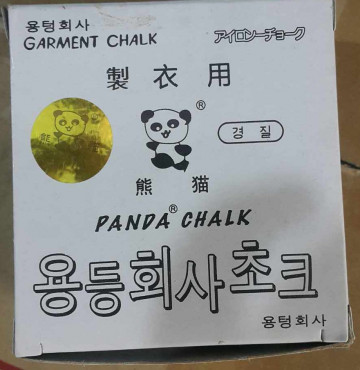 용텅회사
GARMENT CHALK
アイロンーチョーク
製衣用
®
경질
熊猫
PANDA® CHALK
용등회사초크
용텅회사